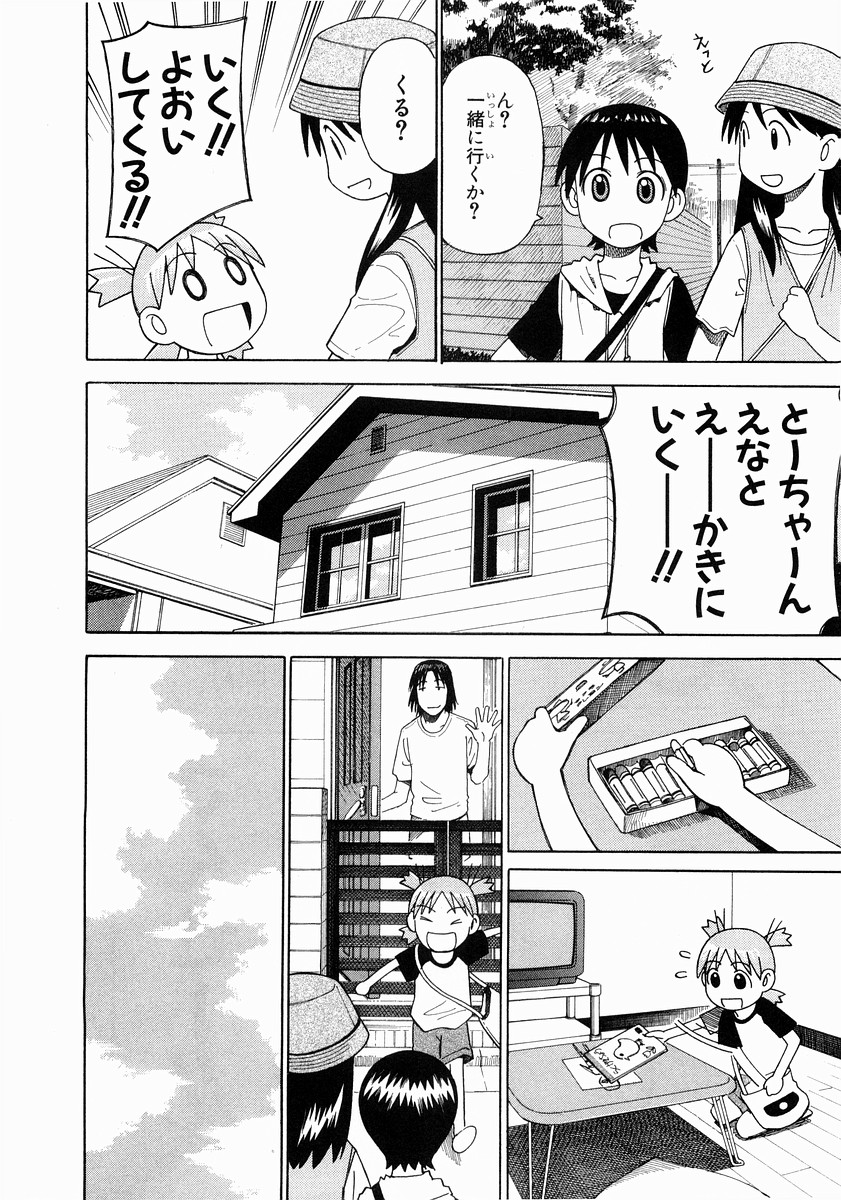 えっと
ん？
一緒に行くか？
くる？
いく!!
よおい
してくる!!
とーちゃーん
えなと
えーーかきに
いくーー!!